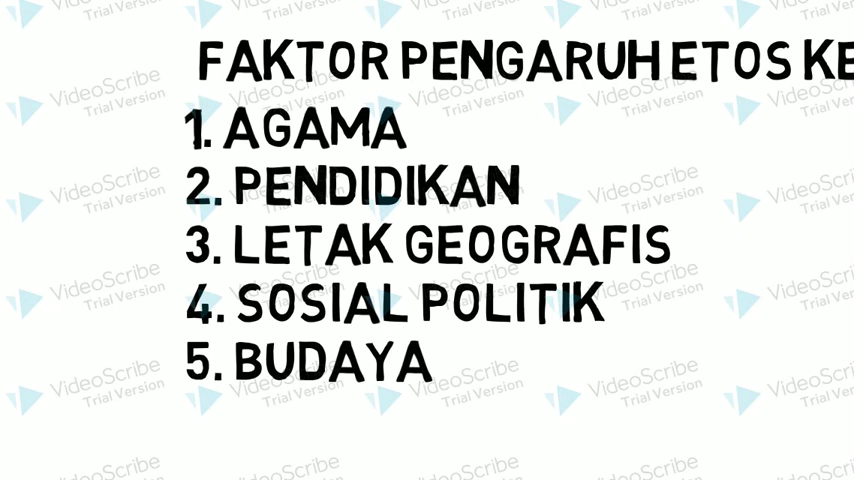 FAKTOR PENGARUH ETOS KE
1. AGAMA
2. PENDIDIKAN
3. LETAK GEOGRAFIS
4. SOSIAL POLITIK
5. BUDAYA
VideoScribe
Trial Version